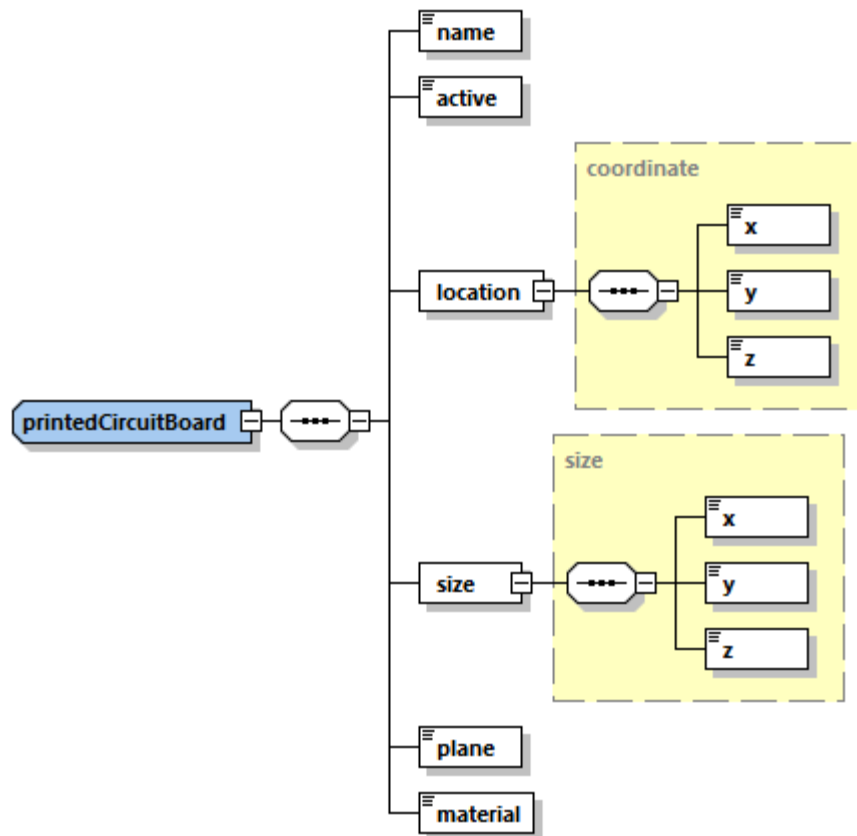 name
active
coordinate
x
location
y
z
printedCircuitBoard
size
x
size
y
z
plane
material